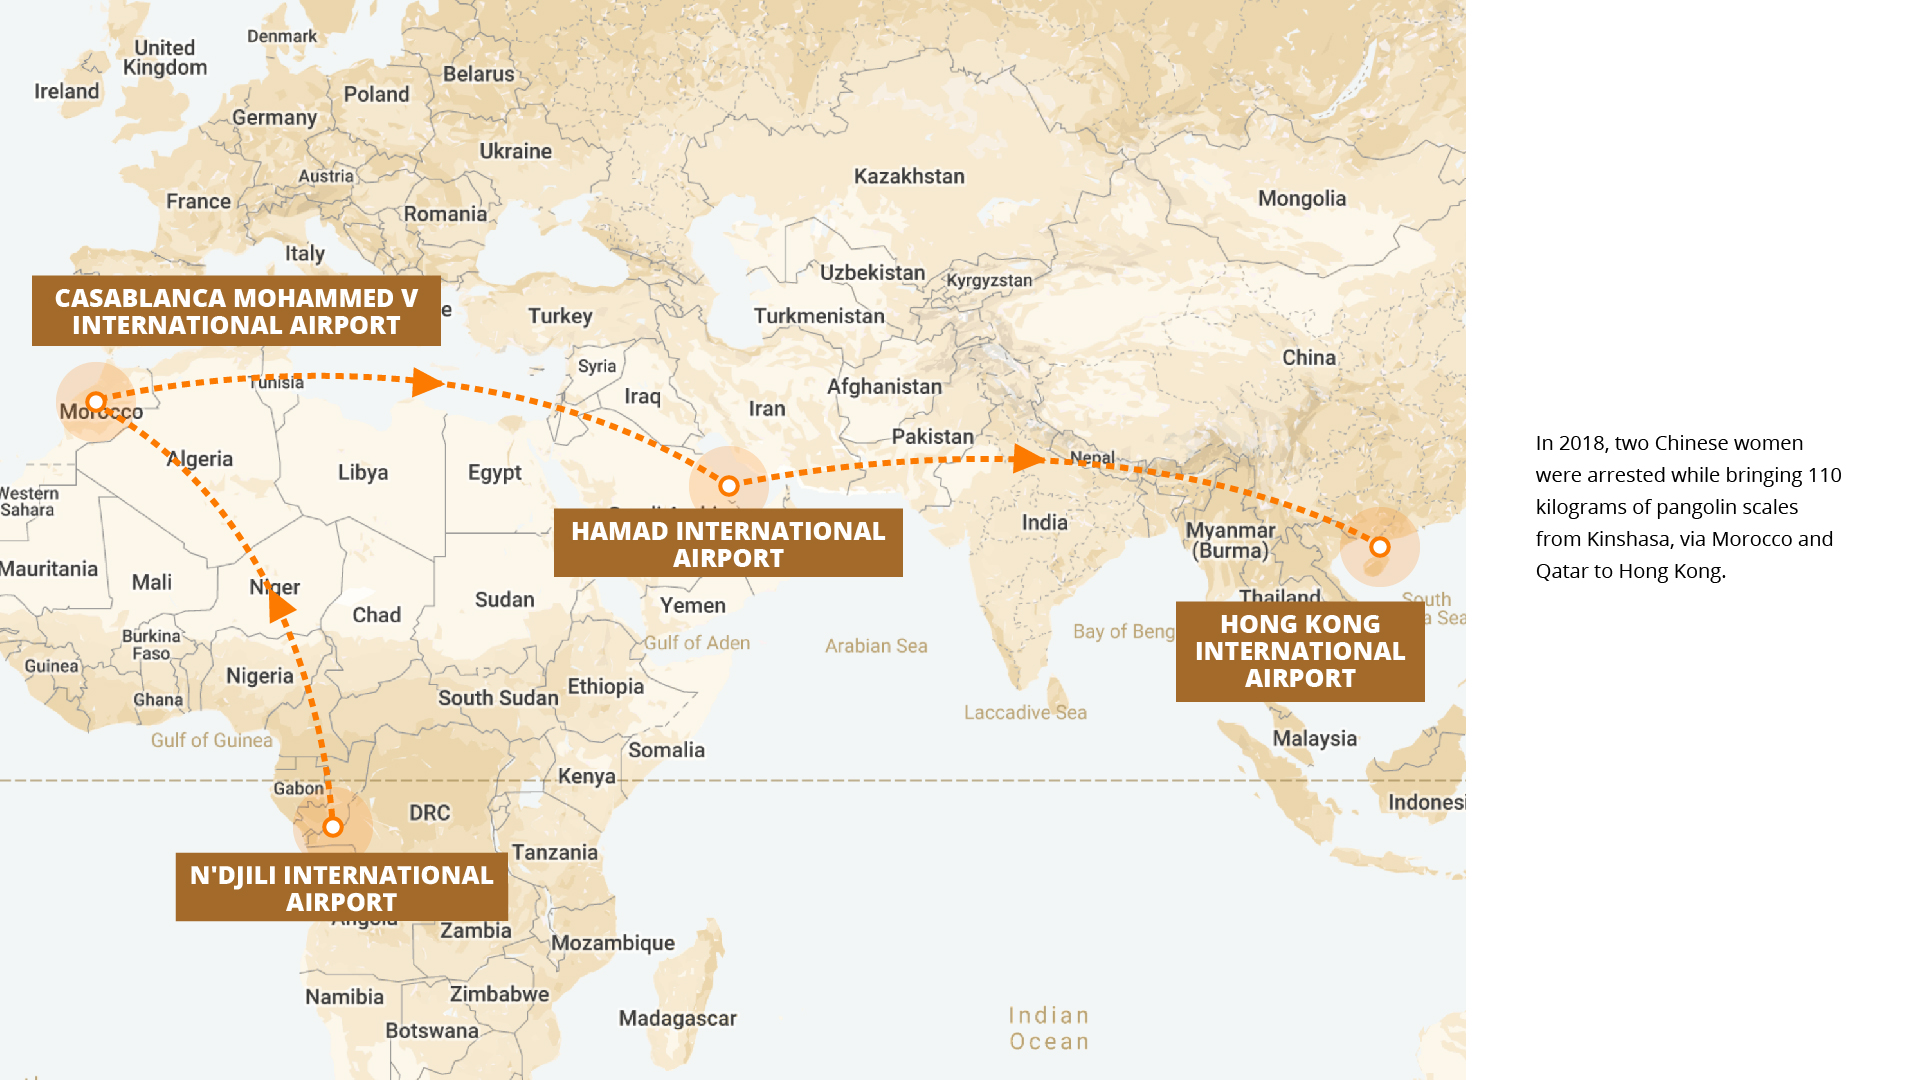 Denmark
United
Kingdom
Ireland
Belarus
Poland
Germany
Ukraine
Austria
France
Romania
Italy
Kazakhstan
Mongolia
CASABLANCA MOHAMMED V
INTERNATIONAL AIRPORT
e
Turkey
Uzbekistan
Kyrgyzstan
Turkmenistan
Syria
Iraq
Iran
Afghanistan
China
Tunisia
Morocco
Algeria
Libya
Egypt
Pakistan
Nepal
Western
Sahara
HAMAD INTERNATIONAL
AIRPORT
India
Myanmar
(Burma)
Mauritania
Mali
Niger
Chad
Sudan
Yemen
Thailand
South
a Sea
Gulf of Aden
Arabian Sea
Bay of Beng
HONG KONG
INTERNATIONAL
AIRPORT
Burkina
Faso
Guinea
Ghana
Nigeria
South Sudan
Ethiopia
Laccadive Sea
Gulf of Guinea
Somalia
Malaysia
Gabon
Kenya
DRC
Indonesi
Tanzania
N'DJILI INTERNATIONAL
AIRPORT
Angola
Zambia
Mozambique
Namibia
Zimbabwe
Botswana
Madagascar
Indian
Ocean
In 2018, two Chinese women
were arrested while bringing 110
kilograms of pangolin scales
from Kinshasa, via Morocco and
Qatar to Hong Kong.